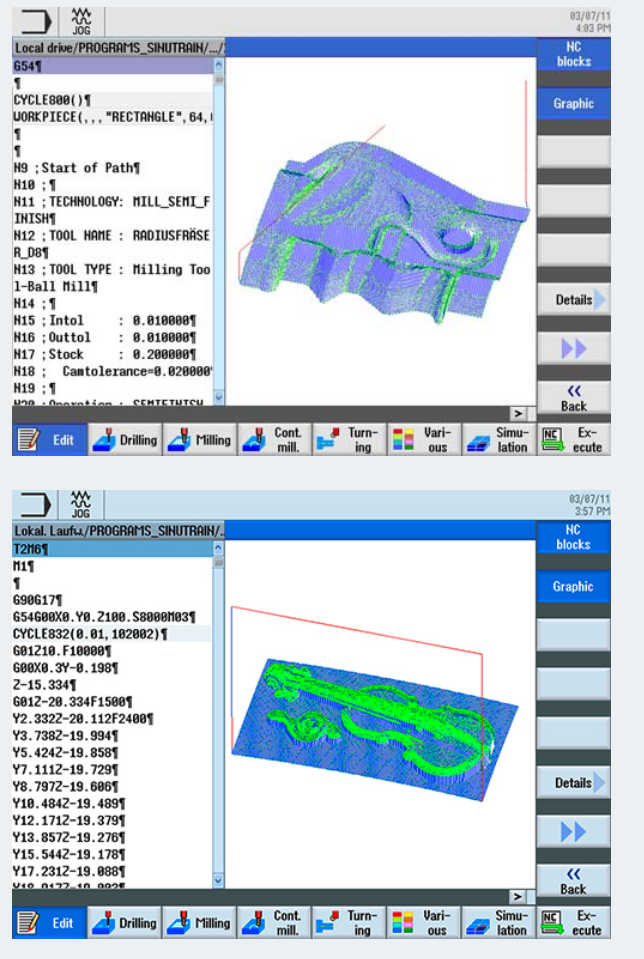 JOG
03/07/11
4:03 PM
Local drive/PROGRAMS_SINUTRAIN/.../
NC
blocks
G54¶
¶
CYCLE800()¶
Graphic
WORKPIECE(,,,"RECTANGLE",64,
¶
¶
N9 ;Start of Path¶
N10 ;¶
N11 ;TECHNOLOGY: MILL_SEMI_F
INISH¶
N12 ;TOOL NAME : RADIUSFRÄSE
R_D8¶
N13 ;TOOL TYPE : Milling Too
l-Ball Mill¶
N14 ;¶
Details
N15 ;Intol : 0.010000¶
N16 ;Outtol : 0.010000¶
N17 ;Stock : 0.200000¶
N18 ; Camtolerance=0.020000
N19 ;¶
N20 ;Operation : SEMIFINISH
<<
Back
>
Edit
Drilling
Milling
Cont.
mill.
Turn-
ing
Vari-
ous
Simu-
lation
NC
Ex-
ecute
JOG
03/07/11
3:57 PM
Lokal. Laufw./PROGRAMS_SINUTRAIN/..
NC
blocks
T2M6¶
M1¶
¶
Graphic
G90G17¶
G54G00X0.Y0.Z100.S8000M03¶
CYCLE832(0.01,102002)¶
G01Z10.F10000¶
G00X0.3Y-0.198¶
Z-15.334¶
G01Z-20.334F1500¶
Y2.332Z-20.112F2400¶
Y3.738Z-19.994¶
Y5.424Z-19.858¶
Y7.111Z-19.729¶
Y8.797Z-19.606¶
Details
Y10.484Z-19.489¶
Y12.171Z-19.379¶
Y13.857Z-19.276¶
Y15.544Z-19.178¶
Y17.231Z-19.088¶
<<
Back
>
Edit
Drilling
Milling
Cont.
mill.
Turn-
ing
Vari-
ous
Simu-
lation
NC
Ex-
ecute